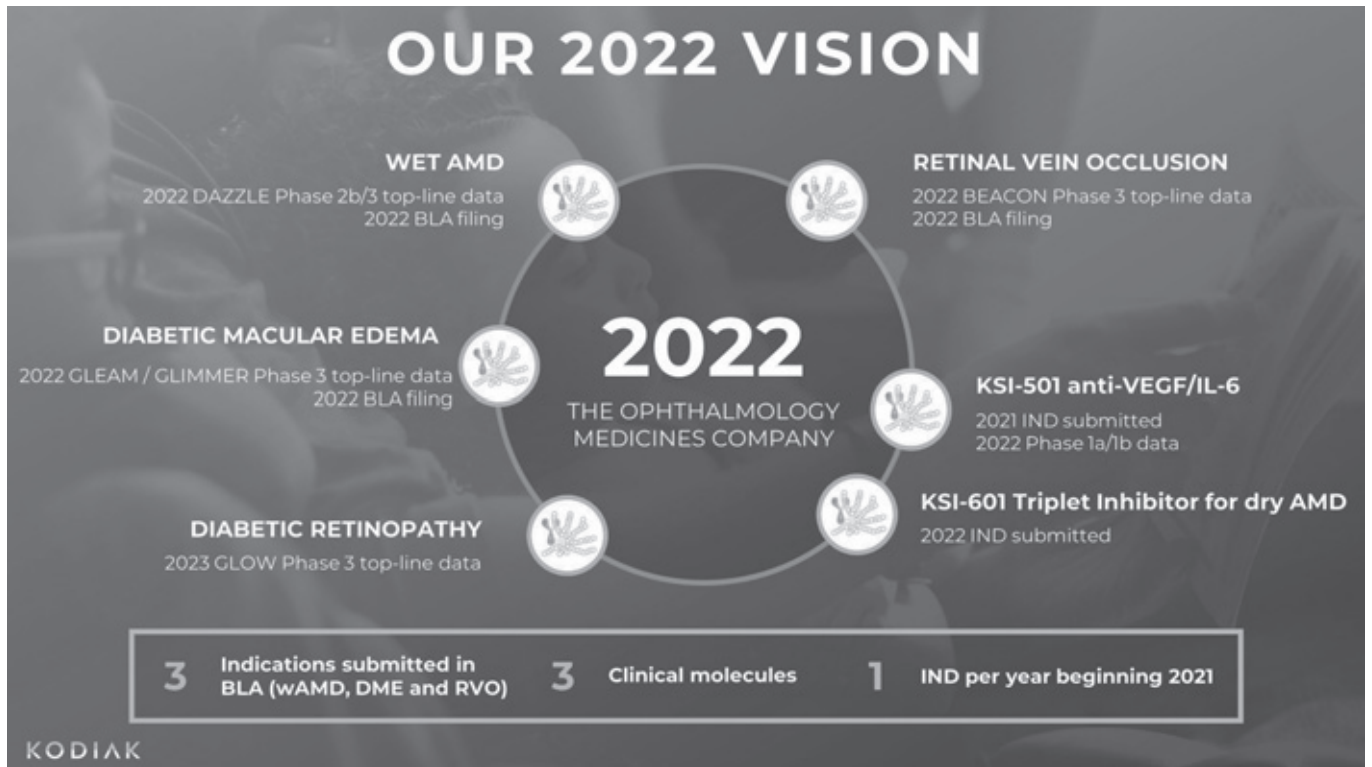 OUR 2022 VISION
WET AMD
2022 DAZZLE Phase 2b/3 top-line data
2022 BLA filing
RETINAL VEIN OCCLUSION
2022 BEACON Phase 3 top-line data
2022 BLA filing
DIABETIC MACULAR EDEMA
2022 GLEAM / GLIMMER Phase 3 top-line data
2022 BLA filing
2022
THE OPHTHALMOLOGY
MEDICINES COMPANY
KSI-501 anti-VEGF/IL-6
2021 IND submitted
2022 Phase 1a/1b data
KSI-601 Triplet Inhibitor for dry AMD
2022 IND submitted
DIABETIC RETINOPATHY
2023 GLOW Phase 3 top-line data
3 Indications submitted in
BLA (wAMD, DME and RVO)
3 Clinical molecules
1 IND per year beginning 2021
KODIAK